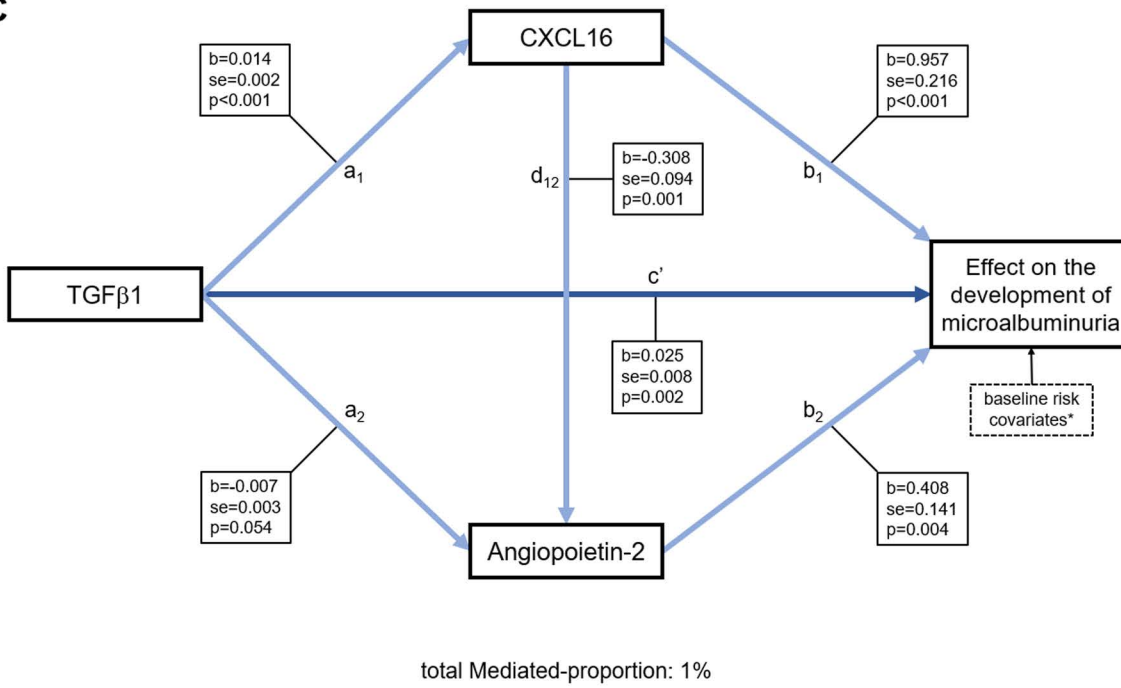 CXCL16
b=0.014
se=0.002
p<0.001
b=0.957
se=0.216
p<0.001
a₁
d₁₂
b=-0.308
se=0.094
p=0.001
b₁
TGFβ1
c’
Effect on the
development of
microalbuminuria
b=0.025
se=0.008
p=0.002
baseline risk
covariates*
a₂
b₂
b=-0.007
se=0.003
p=0.054
b=0.408
se=0.141
p=0.004
Angiopoietin-2
total Mediated-proportion: 1%